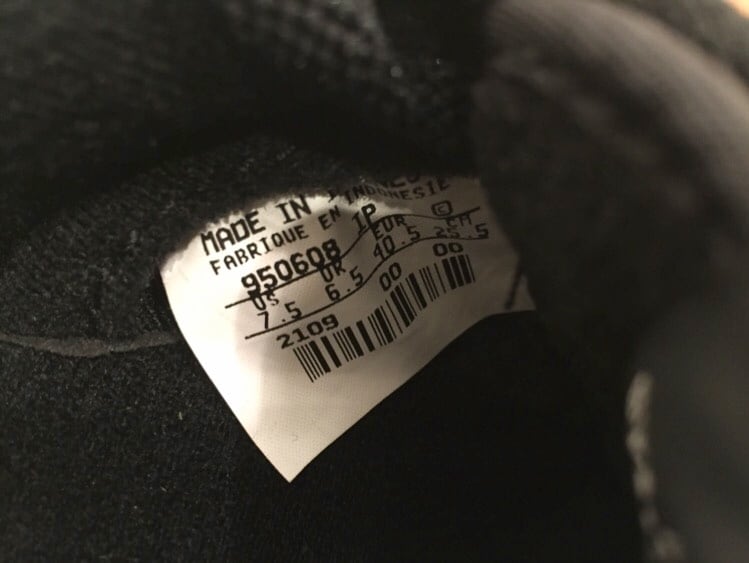 MADE IN
FABRIQUE EN INDONESIE
950608 IP ©
US UK EUR CM
7.5 6.5 40.5 25.5
2109 00 00